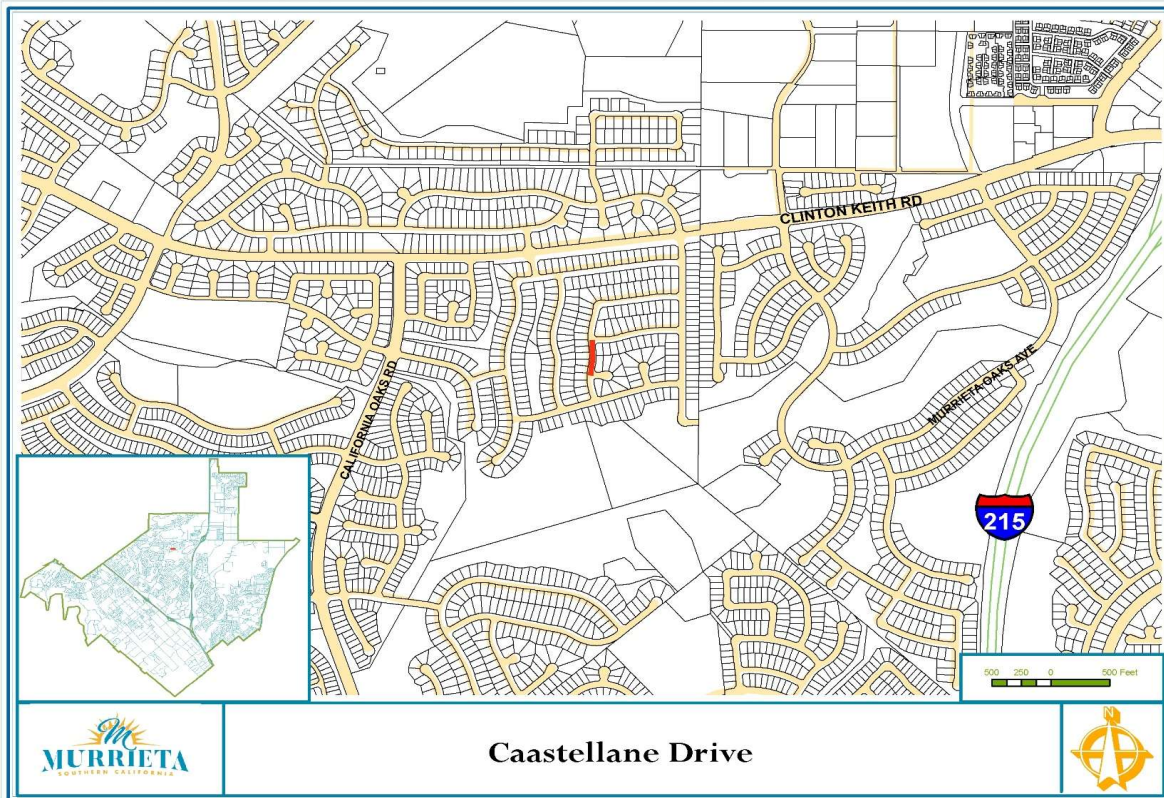 CLINTON KEITH RD
CALIFORNIA OAKS RD
MURRIETA OAKS AVE
215
500 250 0 500 Feet
M
MURRIETA
SOUTHERN CALIFORNIA
Caastellane Drive
N